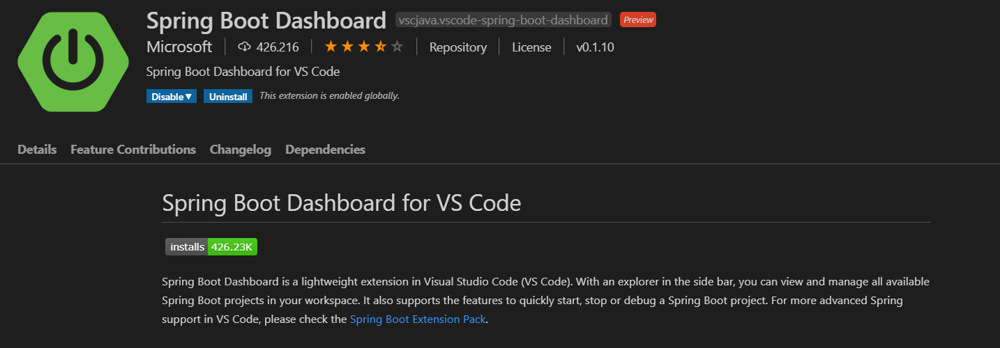 Spring Boot Dashboard vscjava.vscode-spring-boot-dashboard Preview
Microsoft 426.216 Repository License v0.1.10
Spring Boot Dashboard for VS Code
Disable Uninstall This extension is enabled globally.
Details Feature Contributions Changelog Dependencies
Spring Boot Dashboard for VS Code
installs 426.23K
Spring Boot Dashboard is a lightweight extension in Visual Studio Code (VS Code). With an explorer in the side bar, you can view and manage all available
Spring Boot projects in your workspace. It also supports the features to quickly start, stop or debug a Spring Boot project. For more advanced Spring
support in VS Code, please check the Spring Boot Extension Pack.